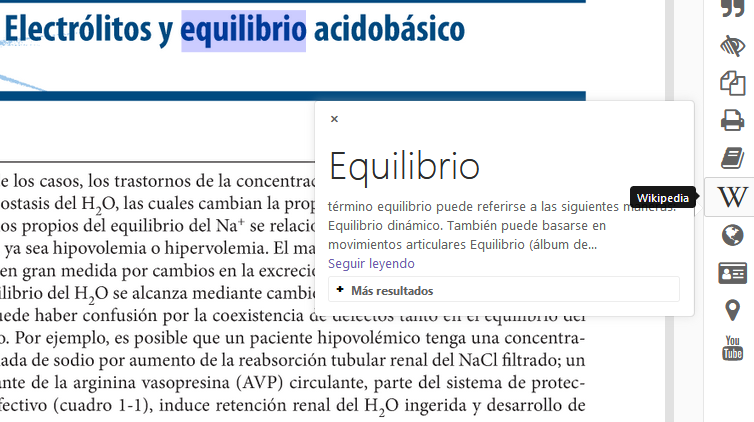 Electrólitos y equilibrio acidobásico
×
Equilibrio
término equilibrio puede referirse a las siguientes
Wikipedia
Equilibrio dinámico. También puede basarse en
movimientos articulares Equilibrio (álbum de...
Seguir leyendo
+ Más resultados
e los casos, los trastornos de la concentrac
ostasis del H₂O, las cuales cambian la prop
os propios del equilibrio del Na⁺ se relacio
ya sea hipovolemia o hipervolemia. El ma
en gran medida por cambios en la excreció
ilibrio del H₂O se alcanza mediante cambio
ede haber confusión por la coexistencia de defectos tanto en el equilibrio del
o. Por ejemplo, es posible que un paciente hipovolémico tenga una concentra-
ada de sodio por aumento de la reabsorción tubular renal del NaCl filtrado; un
ante de la arginina vasopresina (AVP) circulante, parte del sistema de protec-
fectivo (cuadro 1-1), induce retención renal del H₂O ingerida y desarrollo de
W
You
Tube